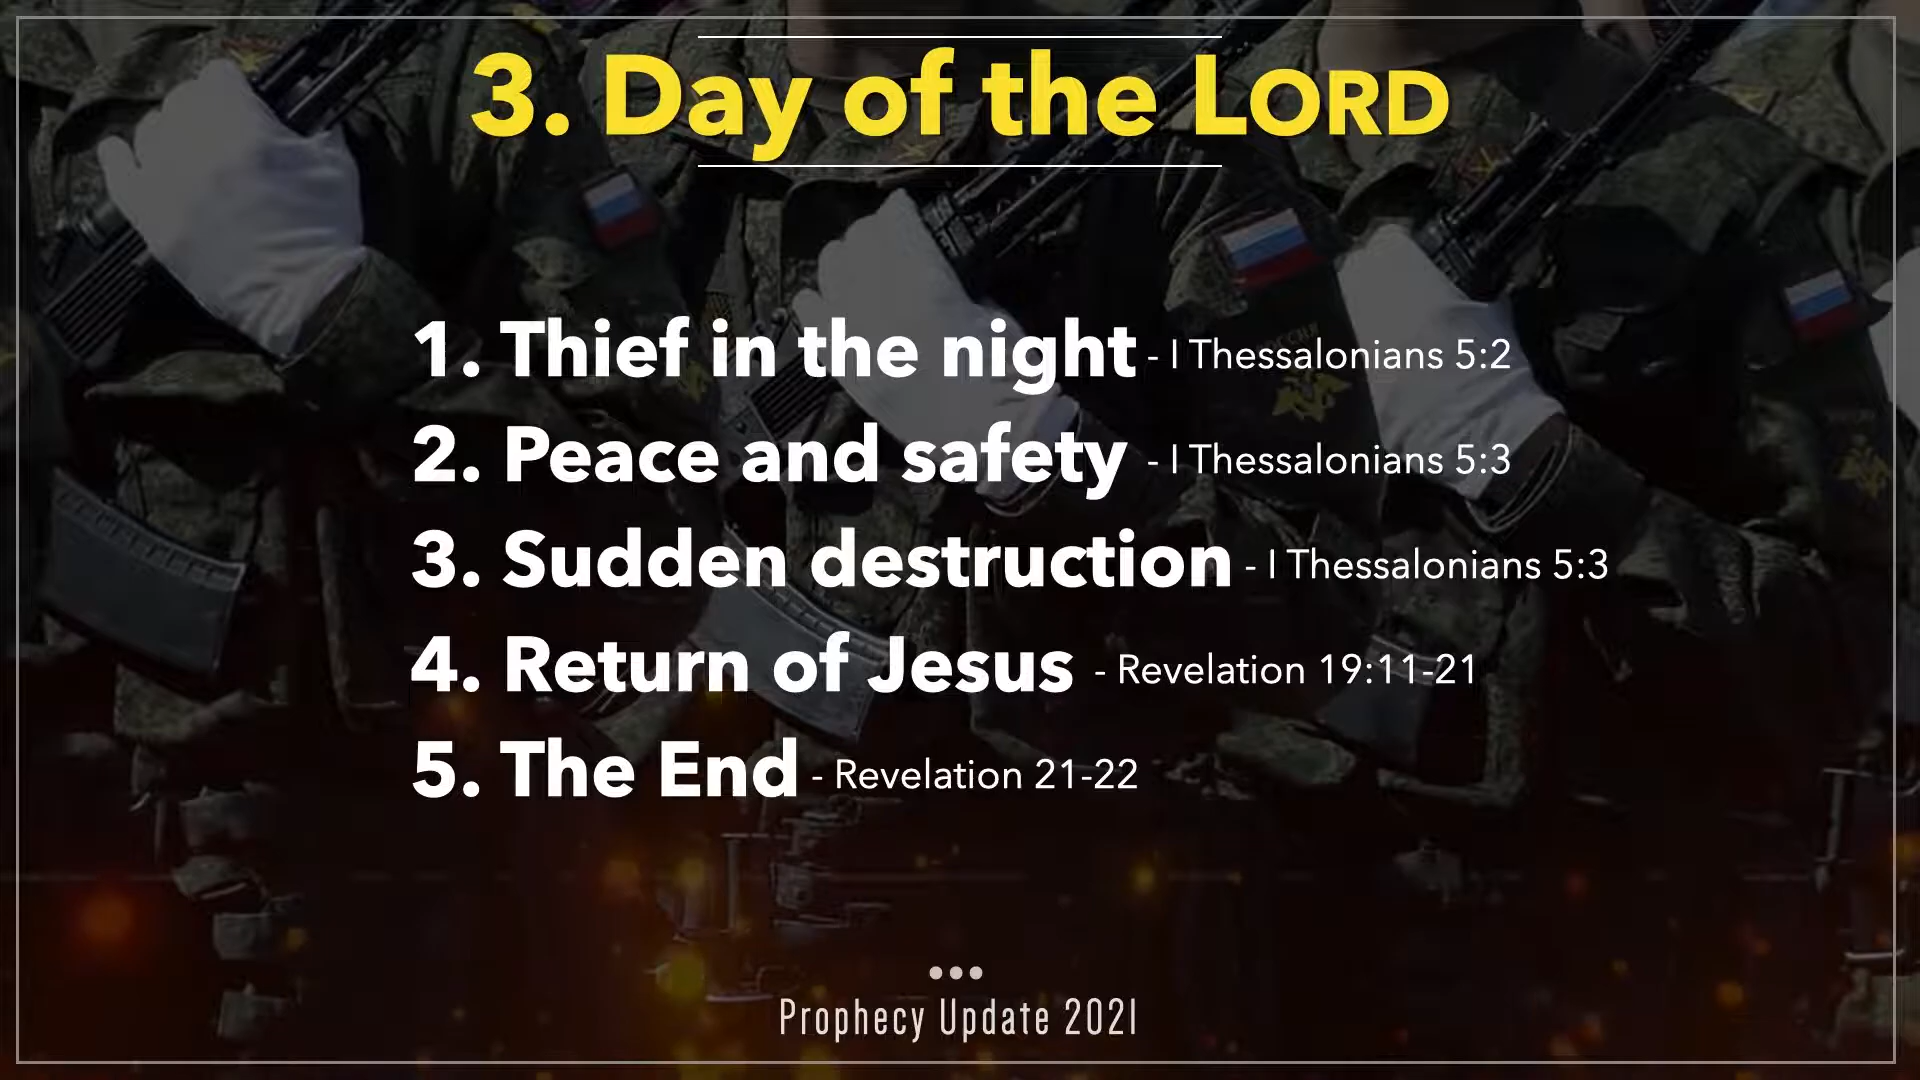 3. Day of the LORD
1. Thief in the night - I Thessalonians 5:2
2. Peace and safety - I Thessalonians 5:3
3. Sudden destruction - I Thessalonians 5:3
4. Return of Jesus - Revelation 19:11-21
5. The End - Revelation 21-22
Prophecy Update 2021